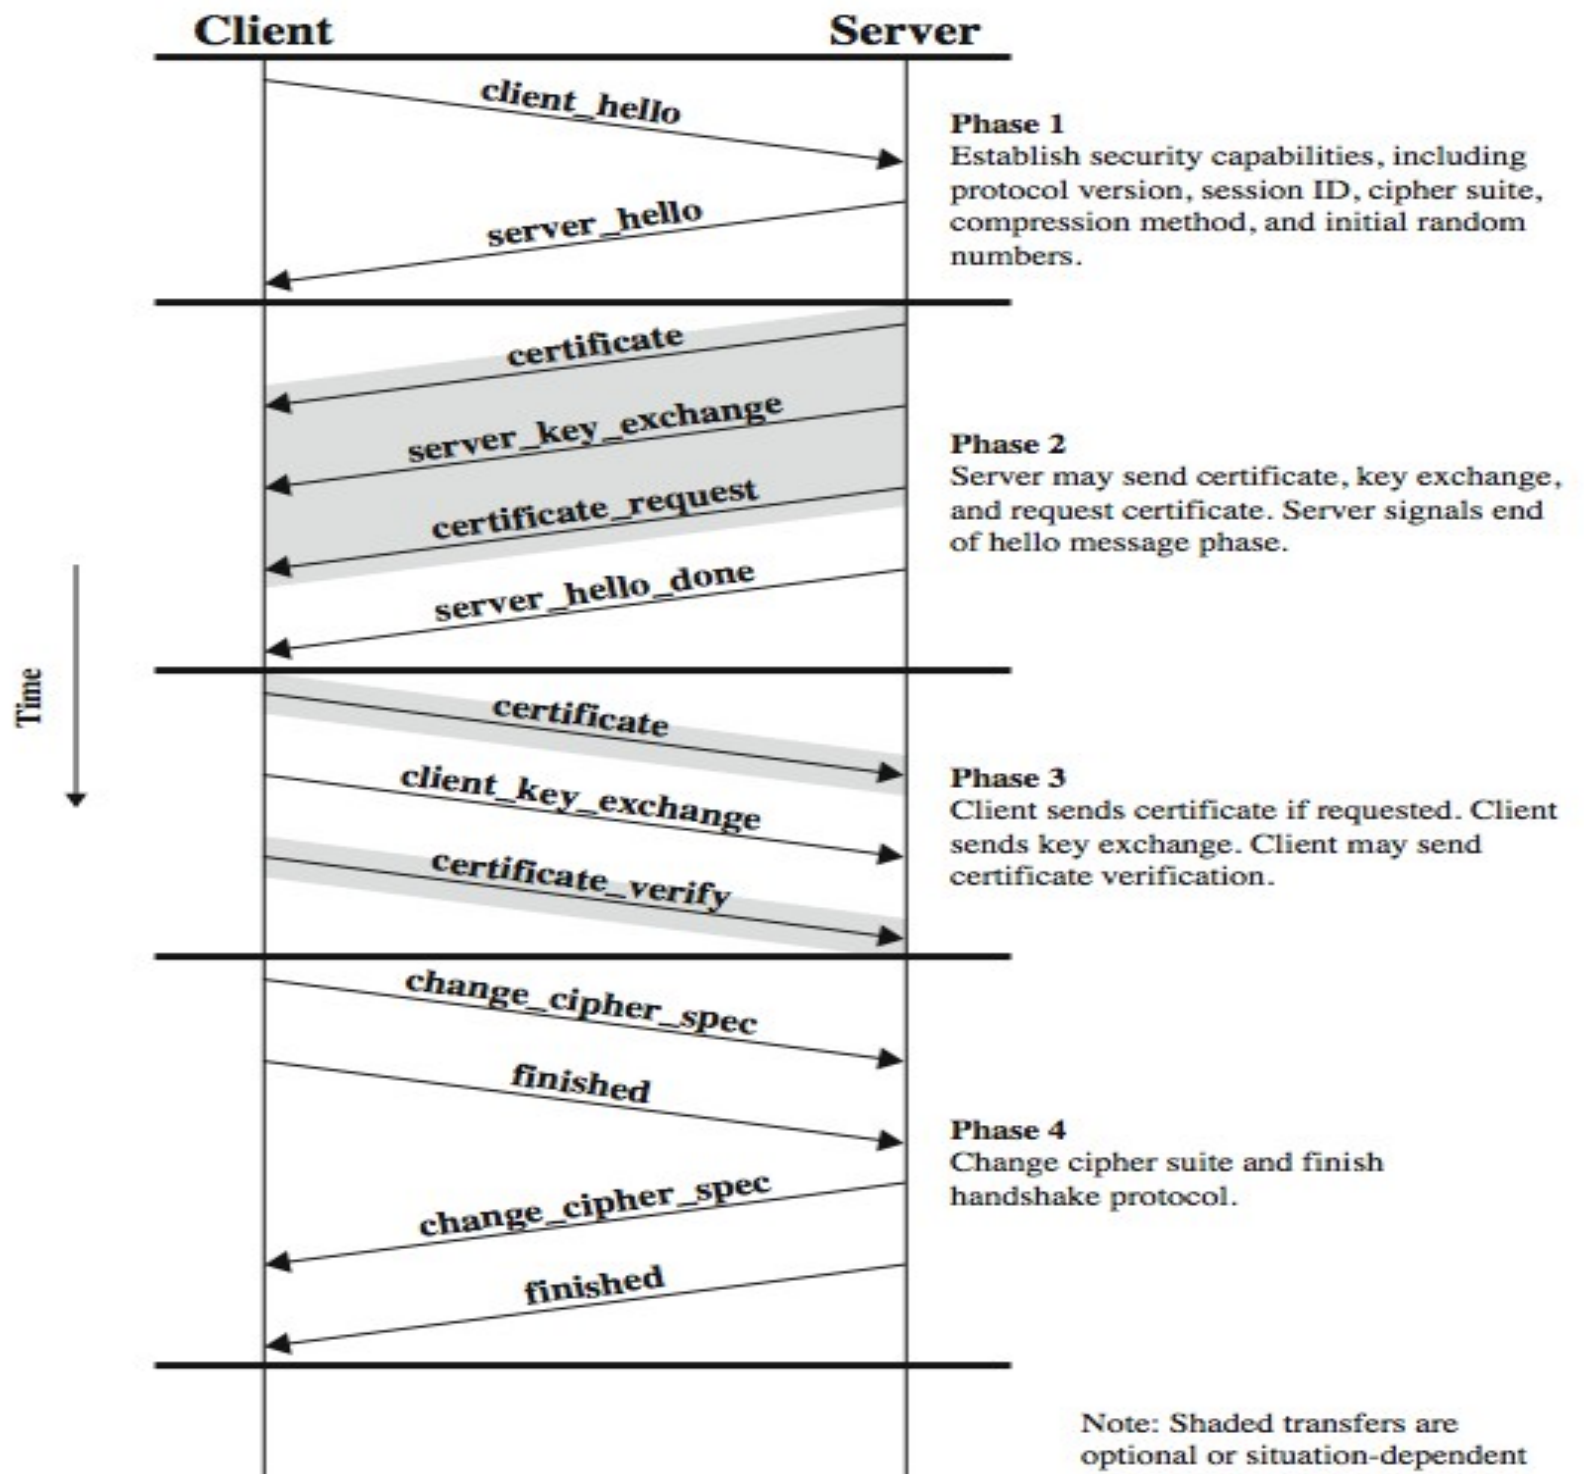 Client
Server
client_hello
Phase 1
Establish security capabilities, including
protocol version, session ID, cipher suite,
compression method, and initial random
numbers.
server_hello
certificate
server_key_exchange
certificate_request
server_hello_done
Phase 2
Server may send certificate, key exchange,
and request certificate. Server signals end
of hello message phase.
Time
certificate
client_key_exchange
certificate_verify
Phase 3
Client sends certificate if requested. Client
sends key exchange. Client may send
certificate verification.
change_cipher_spec
finished
change_cipher_spec
finished
Phase 4
Change cipher suite and finish
handshake protocol.
Note: Shaded transfers are
optional or situation-dependent